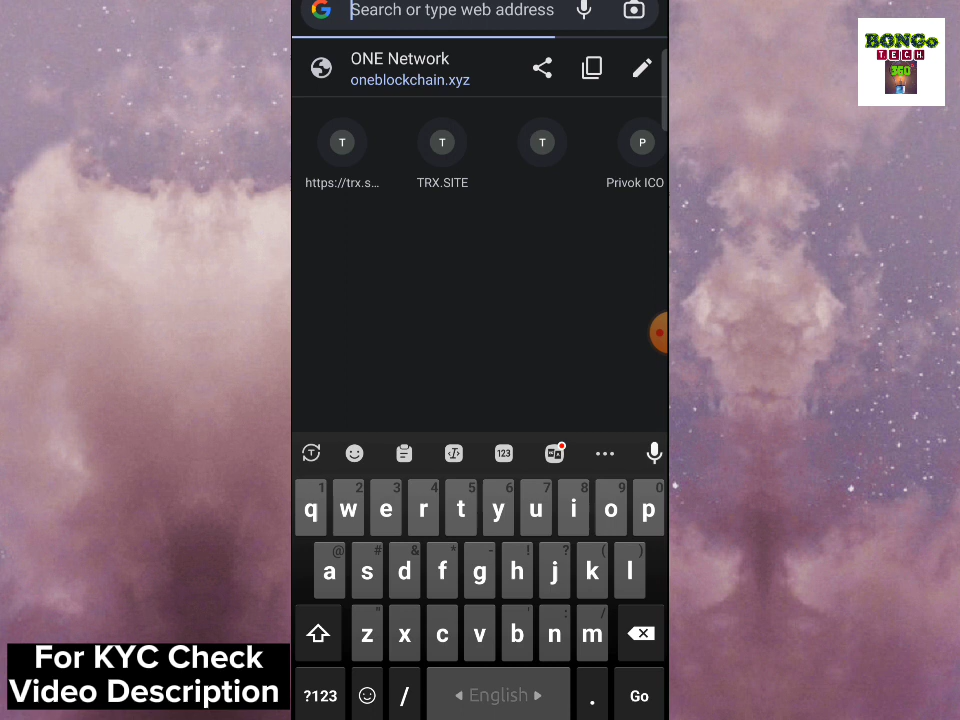 Search or type web address
ONE Network
oneblockchain.xyz
T
T
T
P
https://trx.s...
TRX.SITE
Privok ICO
BONGo
TECH
360°
123
1 2 3 4 5 6 7 8 9 0
q w e r t y u i o p
@ # & * - ! ? ( )
a s d f g h j k l
" ' : /
z x c v b n m
?123 / English . Go
For KYC Check
Video Description